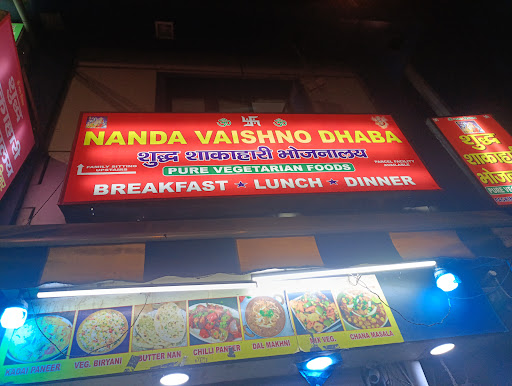 NANDA VAISHNO DHABA
शुद्ध शाकाहारी भोजनालय
PURE VEGETARIAN FOODS
FAMILY SITTING
UPSTAIRS
PARCEL FACILITY
AVAILABLE
BREAKFAST ★ LUNCH ★ DINNER
शुद्ध
शाकाहारी
KADAI PANEER
VEG. BIRYANI
BUTTER NAN
CHILLI PANEER
DAL MAKHNI
MIX VEG.
CHANA MASALA